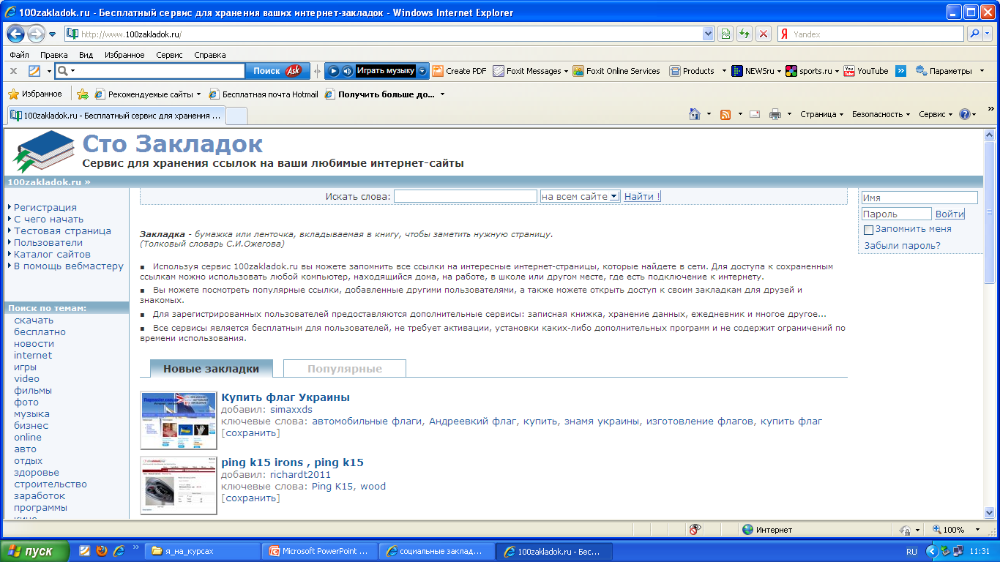 100zakladok.ru - Бесплатный сервис для хранения ваших интернет-закладок - Windows Internet Explorer
http://www.100zakladok.ru/
Yandex
Файл Правка Вид Избранное Сервис Справка
Поиск Ask Играть музыку Create PDF Foxit Messages Foxit Online Services Products NEWSru sports.ru YouTube Параметры
Избранное Рекомендуемые сайты Бесплатная почта Hotmail Получить больше до...
100zakladok.ru - Бесплатный сервис для хранения ...
Страница Безопасность Сервис
Сто Закладок
Сервис для хранения ссылок на ваши любимые интернет-сайты
100zakladok.ru »
Регистрация
С чего начать
Тестовая страница
Пользователи
Каталог сайтов
В помощь вебмастеру
Поиск по темам:
скачать
бесплатно
новости
internet
игры
video
фильмы
фото
музыка
бизнес
online
авто
отдых
здоровье
строительство
заработок
программы
кино
Искать слова: на всем сайте Найти !
Закладка - бумажка или ленточка, вкладываемая в книгу, чтобы заметить нужную страницу.
(Толковый словарь С.И.Ожегова)
Используя сервис 100zakladok.ru вы можете запомнить все ссылки на интересные интернет-страницы, которые найдете в сети. Для доступа к сохраненным
ссылкам можно использовать любой компьютер, находящийся дома, на работе, в школе или другом месте, где есть подключение к интернету.
Вы можете посмотреть популярные ссылки, добавленные другими пользователями, а также можете открыть доступ к своим закладкам для друзей и
знакомых.
Для зарегистрированных пользователей предоставляются дополнительные сервисы: записная книжка, хранение данных, ежедневник и многое другое...
Все сервисы является бесплатным для пользователей, не требует активации, установки каких-либо дополнительных программ и не содержит ограничений по
времени использования.
Новые закладки Популярные
Купить флаг Украины
добавил: simaxxds
ключевые слова: автомобильные флаги, Андреевкий флаг, купить, знамя украины, изготовление флагов, купить флаг
[сохранить]
ping k15 irons , ping k15
добавил: richardt2011
ключевые слова: Ping K15, wood
[сохранить]
Имя
Пароль Войти
Запомнить меня
Забыли пароль?
Интернет 100%
пуск я_на_курсах Microsoft PowerPoint ... социальные заклад... 100zakladok.ru - Бес... RU 11:31